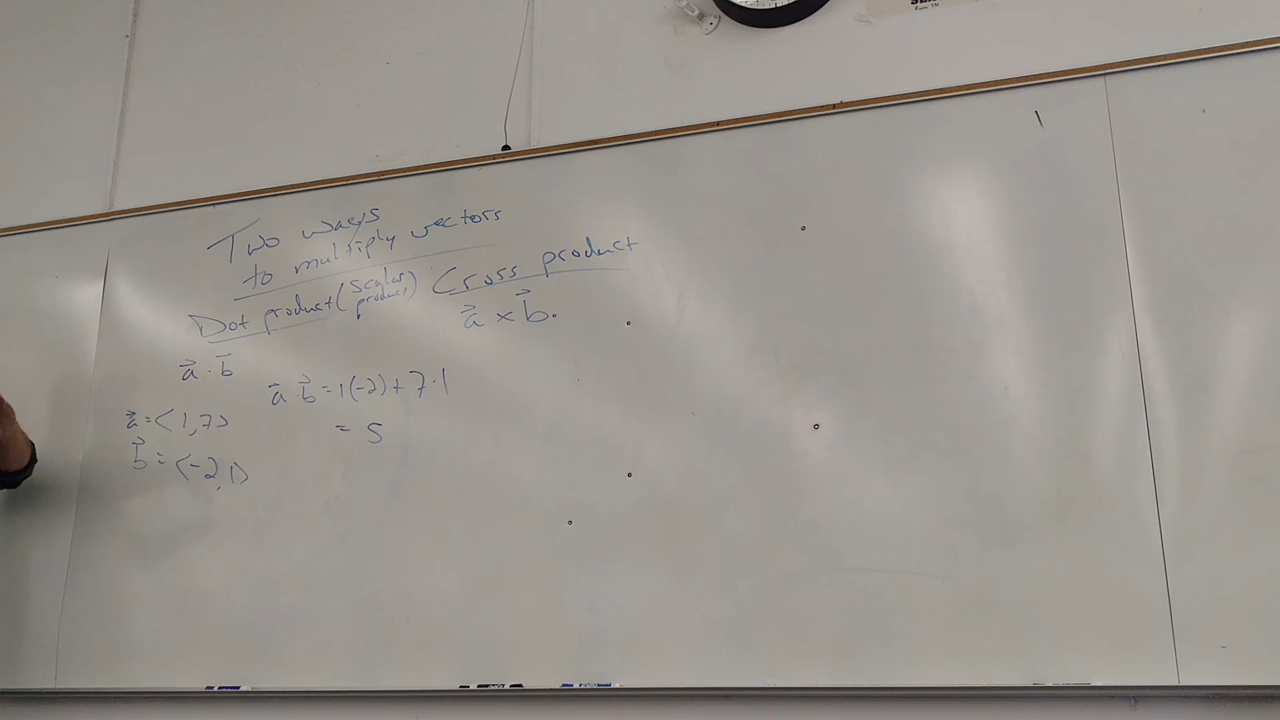 Two ways
to multiply vectors
Dot product (scalar product)
Cross product
a⃗ × b⃗.
a⃗ · b⃗
a⃗ · b⃗ = 1(-2) + 7 · 1
= 5
a⃗ = <1, 7>
b⃗ = <-2, 1>